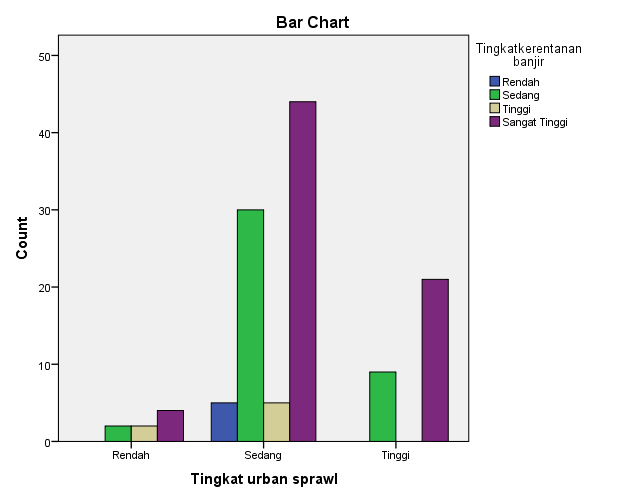 Bar Chart
Tingkatkerentanan
banjir
Rendah
Sedang
Tinggi
Sangat Tinggi
Count
50
40
30
20
10
0
Rendah
Sedang
Tinggi
Tingkat urban sprawl